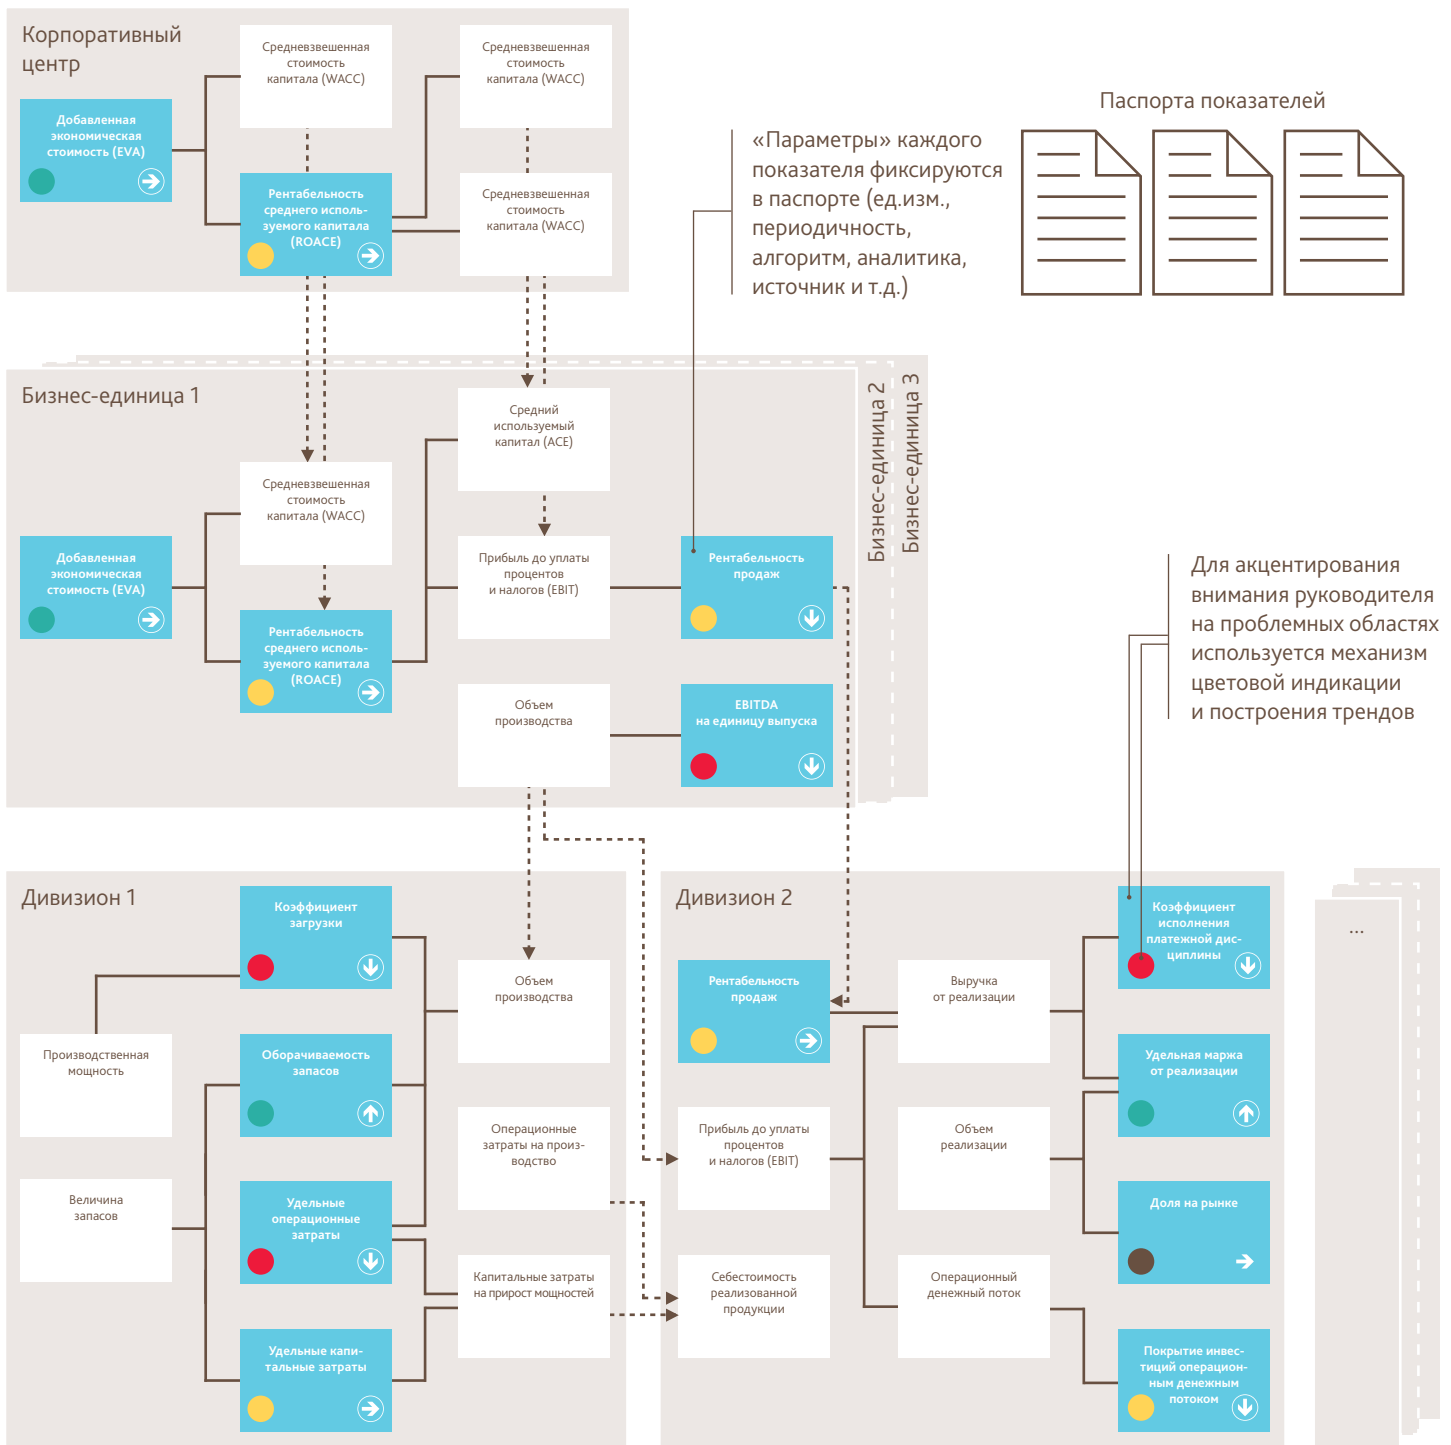 Корпоративный
центр
Средневзвешенная
стоимость
капитала (WACC)
Средневзвешенная
стоимость
капитала (WACC)
Добавленная
экономическая
стоимость (EVA)
Рентабельность
среднего исполь-
зуемого капитала
(ROACE)
Средневзвешенная
стоимость
капитала (WACC)
«Параметры» каждого
показателя фиксируются
в паспорте (ед.изм.,
периодичность,
алгоритм, аналитика,
источник и т.д.)
Паспорта показателей
Бизнес-единица 1
Бизнес-единица 2
Бизнес-единица 3
Средний
используемый
капитал (ACE)
Средневзвешенная
стоимость
капитала (WACC)
Добавленная
экономическая
стоимость (EVA)
Прибыль до уплаты
процентов
и налогов (EBIT)
Рентабельность
продаж
Рентабельность
среднего исполь-
зуемого капитала
(ROACE)
Объем
производства
EBITDA
на единицу выпуска
Для акцентирования
внимания руководителя
на проблемных областях
используется механизм
цветовой индикации
и построения трендов
Дивизион 1
Коэффициент
загрузки
Объем
производства
Производственная
мощность
Оборачиваемость
запасов
Операционные
затраты на произ-
водство
Величина
запасов
Удельные
операционные
затраты
Капитальные затраты
на прирост мощностей
Удельные капи-
тальные затраты
Дивизион 2
Коэффициент
исполнения
платежной дис-
циплины
Рентабельность
продаж
Выручка
от реализации
Удельная маржа
от реализации
Прибыль до уплаты
процентов
и налогов (EBIT)
Объем
реализации
Доля на рынке
Себестоимость
реализованной
продукции
Операционный
денежный поток
Покрытие инвес-
тиций операцион-
ным денежным
потоком
...